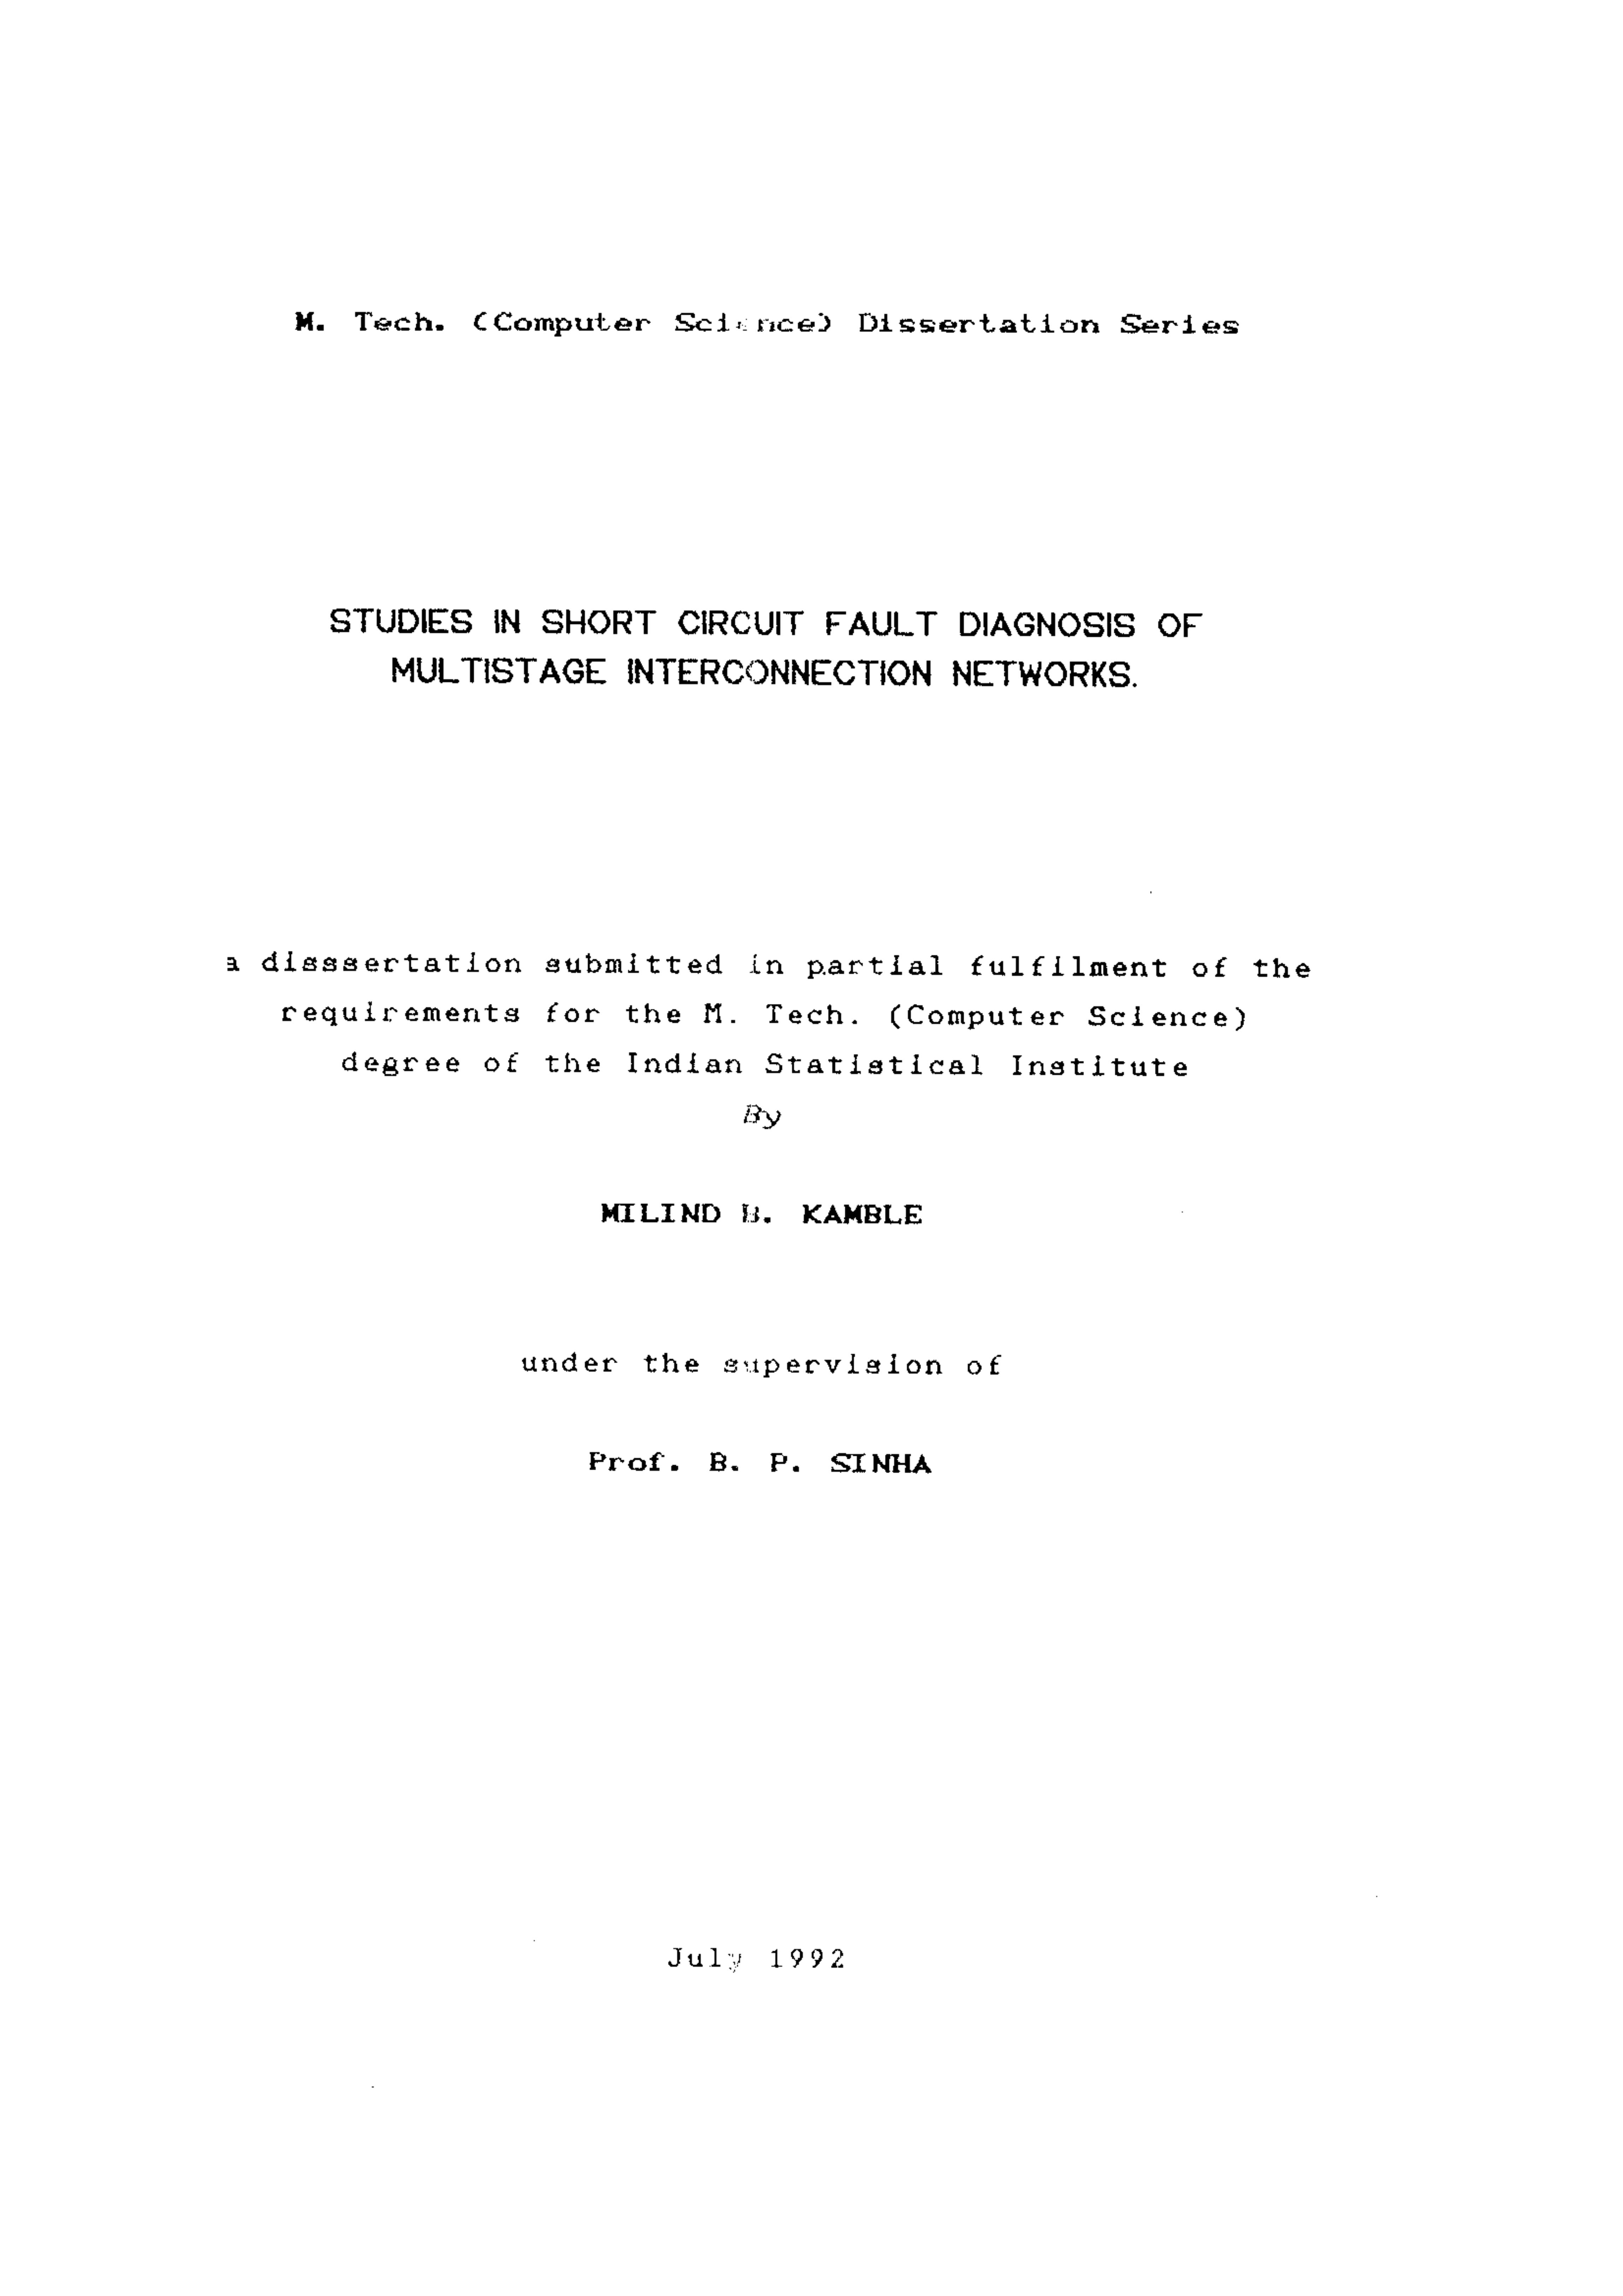 M. Tech. (Computer Science) Dissertation Series
STUDIES IN SHORT CIRCUIT FAULT DIAGNOSIS OF
MULTISTAGE INTERCONNECTION NETWORKS.
a disssertation submitted in partial fulfilment of the
requirements for the M. Tech. (Computer Science)
degree of the Indian Statistical Institute
By
MILIND B. KAMBLE
under the supervision of
Prof. B. P. SINHA
July 1992